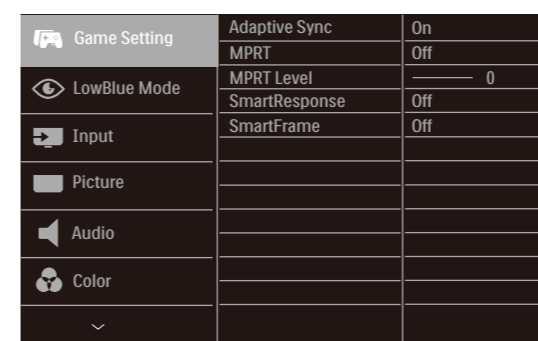 Game Setting
LowBlue Mode
Input
Picture
Audio
Color
Adaptive Sync On
MPRT Off
MPRT Level 0
SmartResponse Off
SmartFrame Off